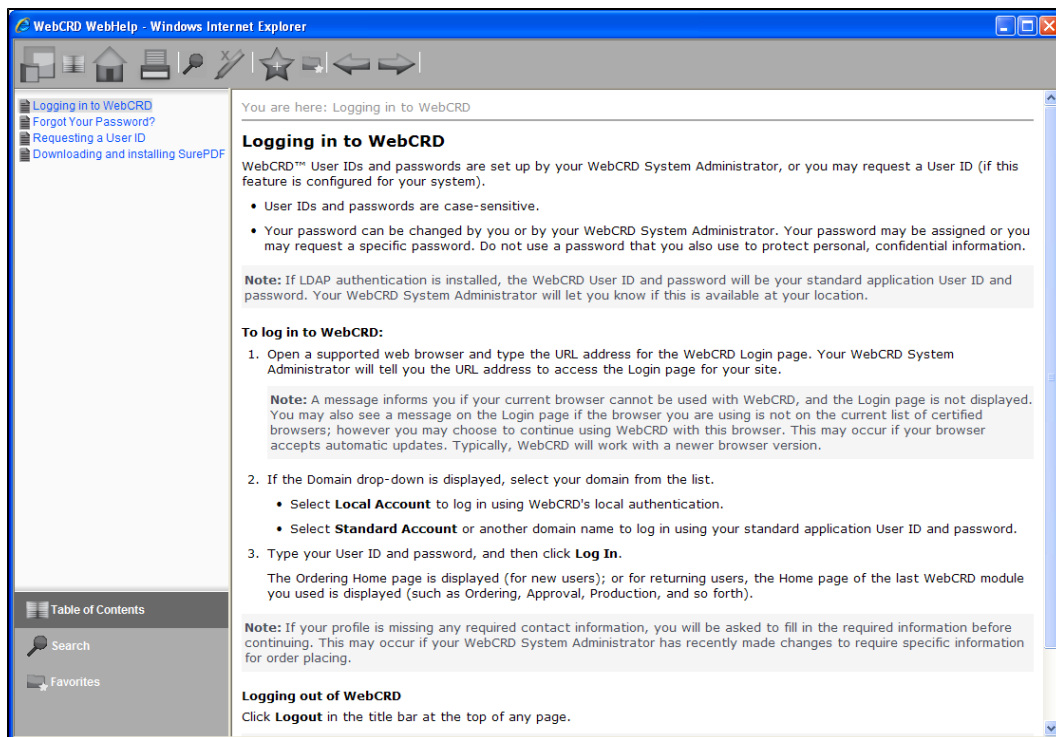 WebCRD WebHelp - Windows Internet Explorer
Logging in to WebCRD
Forgot Your Password?
Requesting a User ID
Downloading and installing SurePDF
Table of Contents
Search
Favorites
You are here: Logging in to WebCRD
Logging in to WebCRD
WebCRD™ User IDs and passwords are set up by your WebCRD System Administrator, or you may request a User ID (if this
feature is configured for your system).
• User IDs and passwords are case-sensitive.
• Your password can be changed by you or by your WebCRD System Administrator. Your password may be assigned or you
may request a specific password. Do not use a password that you also use to protect personal, confidential information.
Note: If LDAP authentication is installed, the WebCRD User ID and password will be your standard application User ID and
password. Your WebCRD System Administrator will let you know if this is available at your location.
To log in to WebCRD:
1. Open a supported web browser and type the URL address for the WebCRD Login page. Your WebCRD System
Administrator will tell you the URL address to access the Login page for your site.
Note: A message informs you if your current browser cannot be used with WebCRD, and the Login page is not displayed.
You may also see a message on the Login page if the browser you are using is not on the current list of certified
browsers; however you may choose to continue using WebCRD with this browser. This may occur if your browser
accepts automatic updates. Typically, WebCRD will work with a newer browser version.
2. If the Domain drop-down is displayed, select your domain from the list.
• Select Local Account to log in using WebCRD's local authentication.
• Select Standard Account or another domain name to log in using your standard application User ID and password.
3. Type your User ID and password, and then click Log In.
The Ordering Home page is displayed (for new users); or for returning users, the Home page of the last WebCRD module
you used is displayed (such as Ordering, Approval, Production, and so forth).
Note: If your profile is missing any required contact information, you will be asked to fill in the required information before
continuing. This may occur if your WebCRD System Administrator has recently made changes to require specific information
for order placing.
Logging out of WebCRD
Click Logout in the title bar at the top of any page.